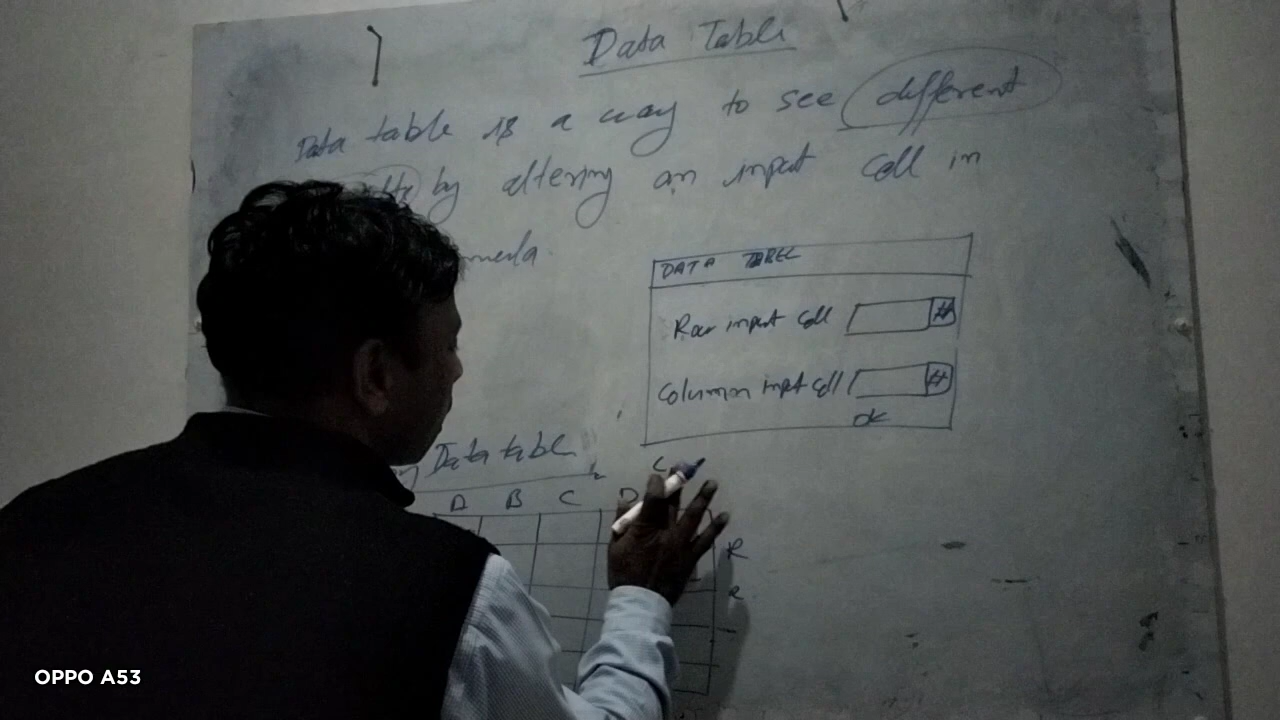 Data Table
Data table is a way to see different
by altering an input cell in
DATA TABEL
Row input cell
Column input cell
OK
Data table
A B C D
R
R
OPPO A53